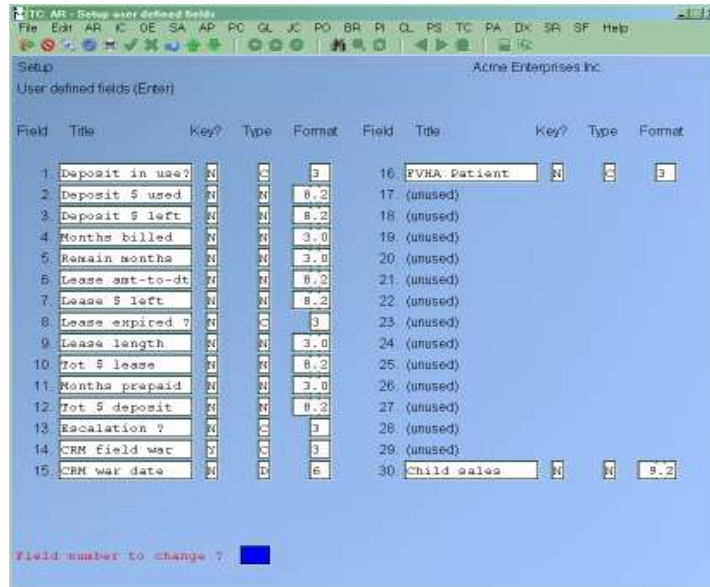 TC AR - Setup user defined fields
File Edit AR IC OE SA AP PC GL JC PO BR PI CL PS TC PA DX SR SF Help
Setup Acme Enterprises Inc.
User defined fields (Enter)
Field Title Key? Type Format Field Title Key? Type Format
1. Deposit in use? N C 3 16. FVHA Patient N C 3
2. Deposit $ used N N 8.2 17. (unused)
3. Deposit $ left N N 8.2 18. (unused)
4. Months billed N N 3.0 19. (unused)
5. Remain months N N 3.0 20. (unused)
6. Lease amt-to-dt N N 8.2 21. (unused)
7. Lease $ left N N 8.2 22. (unused)
8. Lease expired ? N C 3 23. (unused)
9. Lease length N N 3.0 24. (unused)
10. Tot $ lease N N 8.2 25. (unused)
11. Months prepaid N N 3.0 26. (unused)
12. Tot $ deposit N N 8.2 27. (unused)
13. Escalation ? N C 3 28. (unused)
14. CRM field war Y C 3 29. (unused)
15. CRM war date N D 6 30. Child sales N N 9.2
Field number to change ?